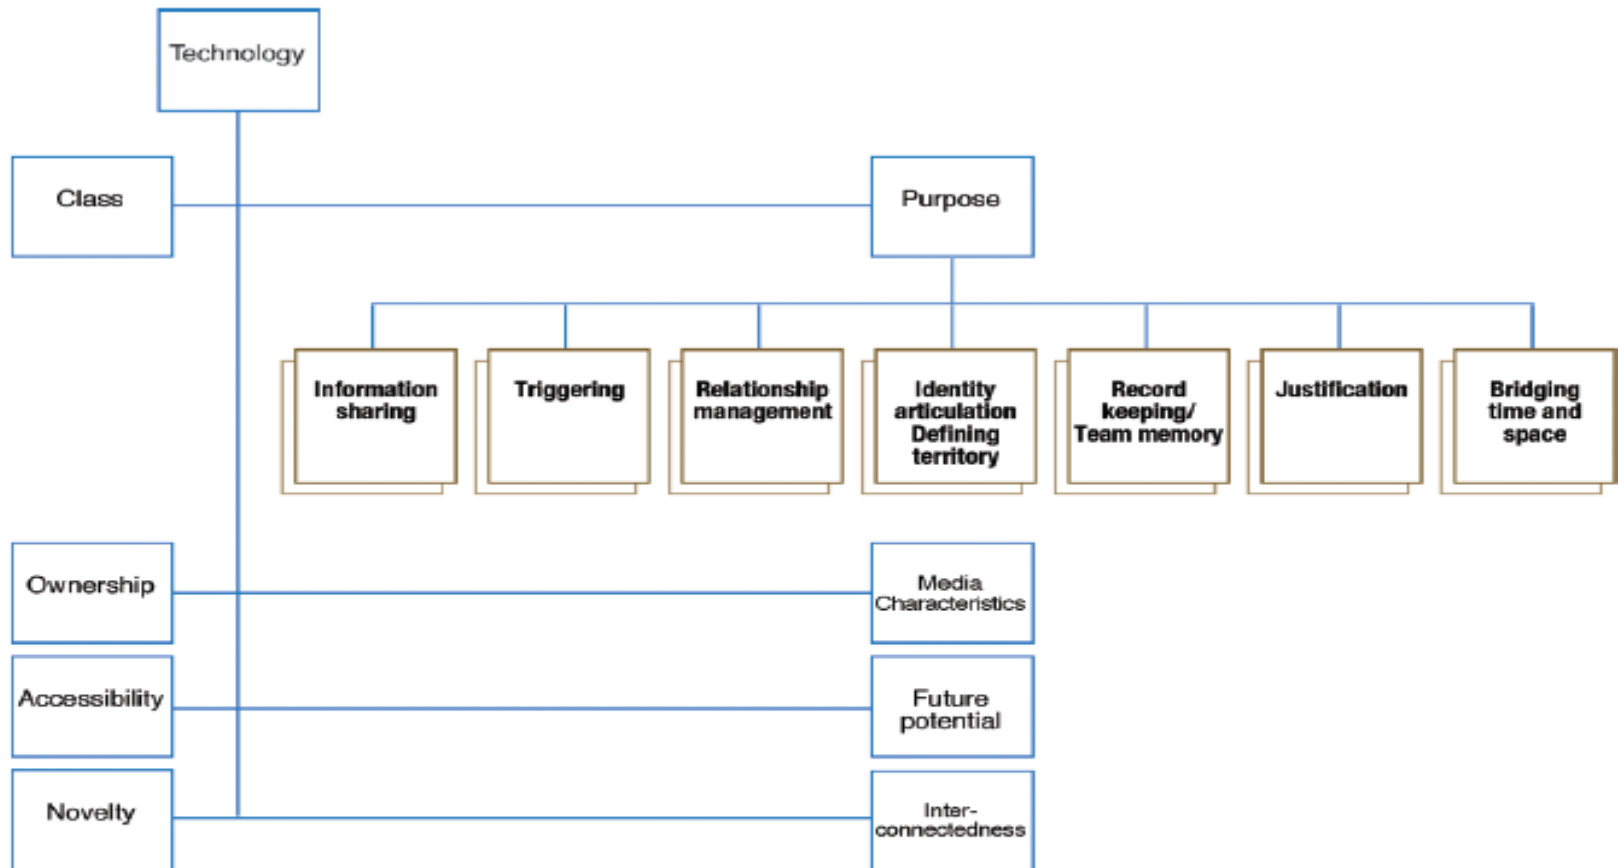 Technology
Class
Purpose
Information
sharing
Triggering
Relationship
management
Identity
articulation
Defining
territory
Record
keeping/
Team memory
Justification
Bridging
time and
space
Ownership
Media
Characteristics
Accessibility
Future
potential
Novelty
Inter-
connectedness